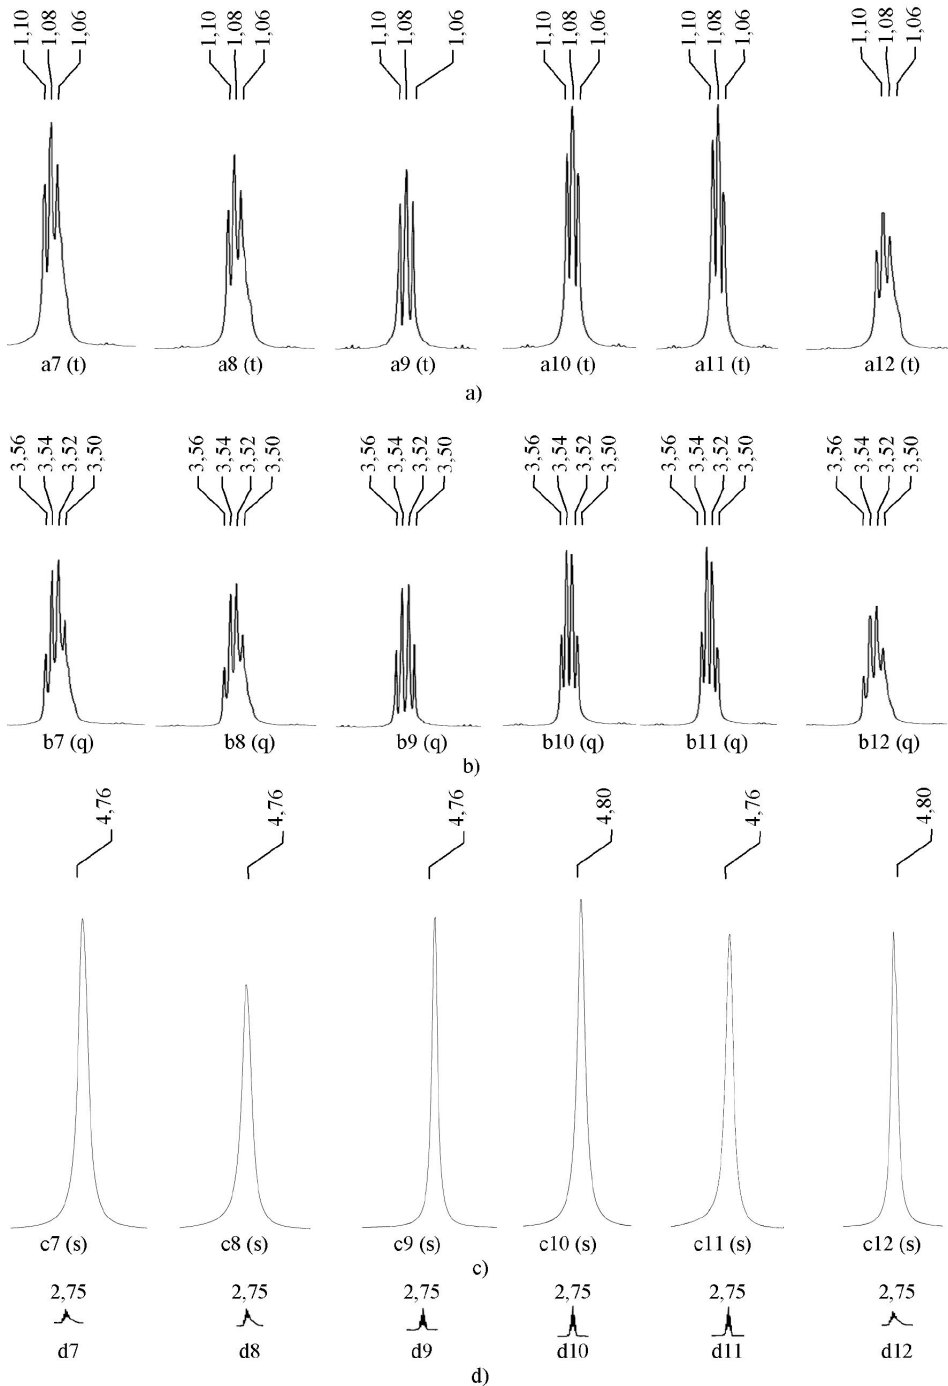 1,10 1,08 1,06 1,10 1,08 1,06 1,10 1,08 1,06 1,10 1,08 1,06 1,10 1,08 1,06 1,10 1,08 1,06
a7 (t) a8 (t) a9 (t) a10 (t) a11 (t) a12 (t)
a)
3,56 3,54 3,52 3,50 3,56 3,54 3,52 3,50 3,56 3,54 3,52 3,50 3,56 3,54 3,52 3,50 3,56 3,54 3,52 3,50 3,56 3,54 3,52 3,50
b7 (q) b8 (q) b9 (q) b10 (q) b11 (q) b12 (q)
b)
4,76 4,76 4,76 4,80 4,76 4,80
c7 (s) c8 (s) c9 (s) c10 (s) c11 (s) c12 (s)
c)
2,75 2,75 2,75 2,75 2,75 2,75
d7 d8 d9 d10 d11 d12
d)